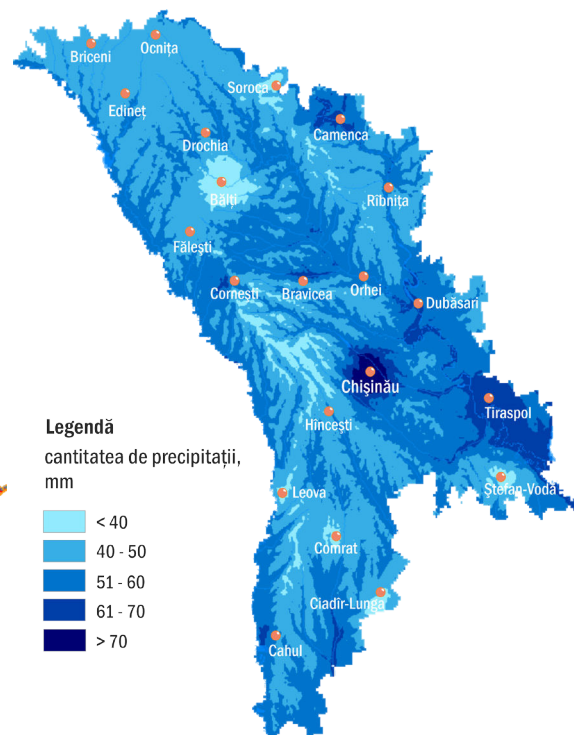 Ocnița
Briceni
Soroca
Edineț
Camenca
Drochia
Rîbnița
Bălți
Fălești
Cornești
Bravicea
Orhei
Dubăsari
Chişinău
Tiraspol
Hîncești
Ștefan-Vodă
Leova
Comrat
Ciadîr-Lunga
Cahul
Legendă
cantitatea de precipitații,
mm
< 40
40 - 50
51 - 60
61 - 70
> 70